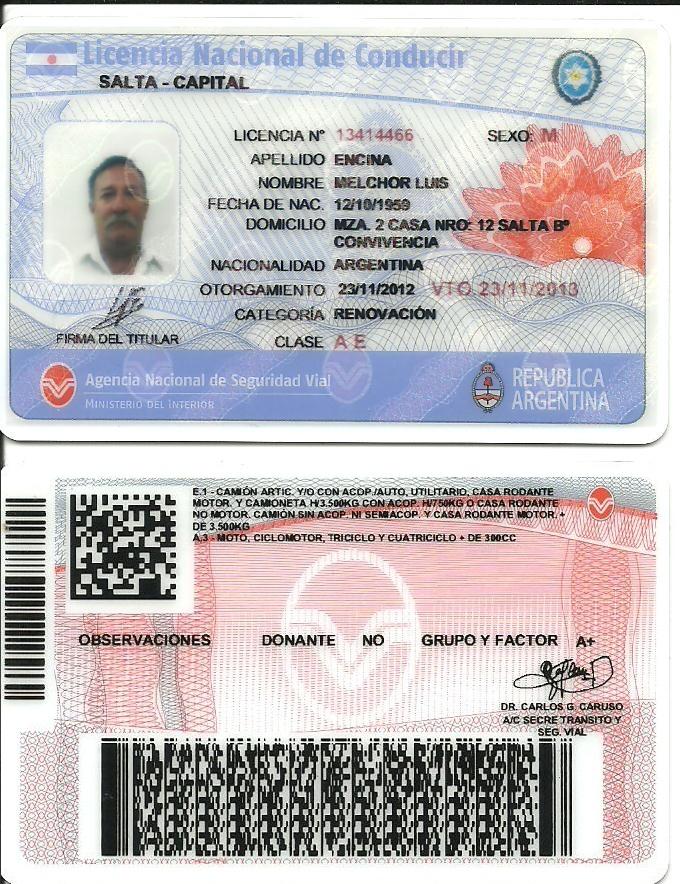 Licencia Nacional de Conducir
SALTA - CAPITAL
LICENCIA Nº 13414466 SEXO: M
APELLIDO ENCINA
NOMBRE MELCHOR LUIS
FECHA DE NAC. 12/10/1959
DOMICILIO MZA. 2 CASA NRO: 12 SALTA Bº
CONVIVENCIA
NACIONALIDAD ARGENTINA
OTORGAMIENTO 23/11/2012 VTO 23/11/2013
CATEGORÍA RENOVACIÓN
FIRMA DEL TITULAR
CLASE A E
Agencia Nacional de Seguridad Vial
MINISTERIO DEL INTERIOR
REPUBLICA
ARGENTINA
E.1 - CAMIÓN ARTIC. Y/O CON ACOP./AUTO, UTILITARIO, CASA RODANTE
MOTOR. Y CAMIONETA H/3.500KG CON ACOP. H/750KG O CASA RODANTE
NO MOTOR. CAMIÓN SIN ACOP. NI SEMIACOP. Y CASA RODANTE MOTOR. +
DE 3.500KG
A.3 - MOTO, CICLOMOTOR, TRICICLO Y CUATRICICLO + DE 300CC
OBSERVACIONES DONANTE NO GRUPO Y FACTOR A+
DR. CARLOS G. CARUSO
A/C SECRE TRANSITO Y
SEG. VIAL